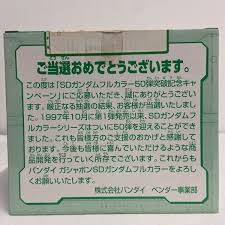 ご当選おめでとうございます。
とうせん
この度は「SDガンダムフルカラー50弾突破記念キャ
ンペーン」にご応募いただき、誠にありがとうござい
ます。厳正なる抽選の結果、お客様が当選いたしまし
た。1997年10月に第1弾発売以来、SDガンダムフ
ルカラーシリーズはついに50弾を迎えることができ
ました。これも皆様方のご支援のおかげと感謝して
おります。今後も皆様に喜んでいただけるような商
品開発を行っていく所存でございます。これからも
バンダイ ガシャポンSDガンダムフルカラーをよろし
くお願いいたします。
株式会社バンダイ ベンダー事業部